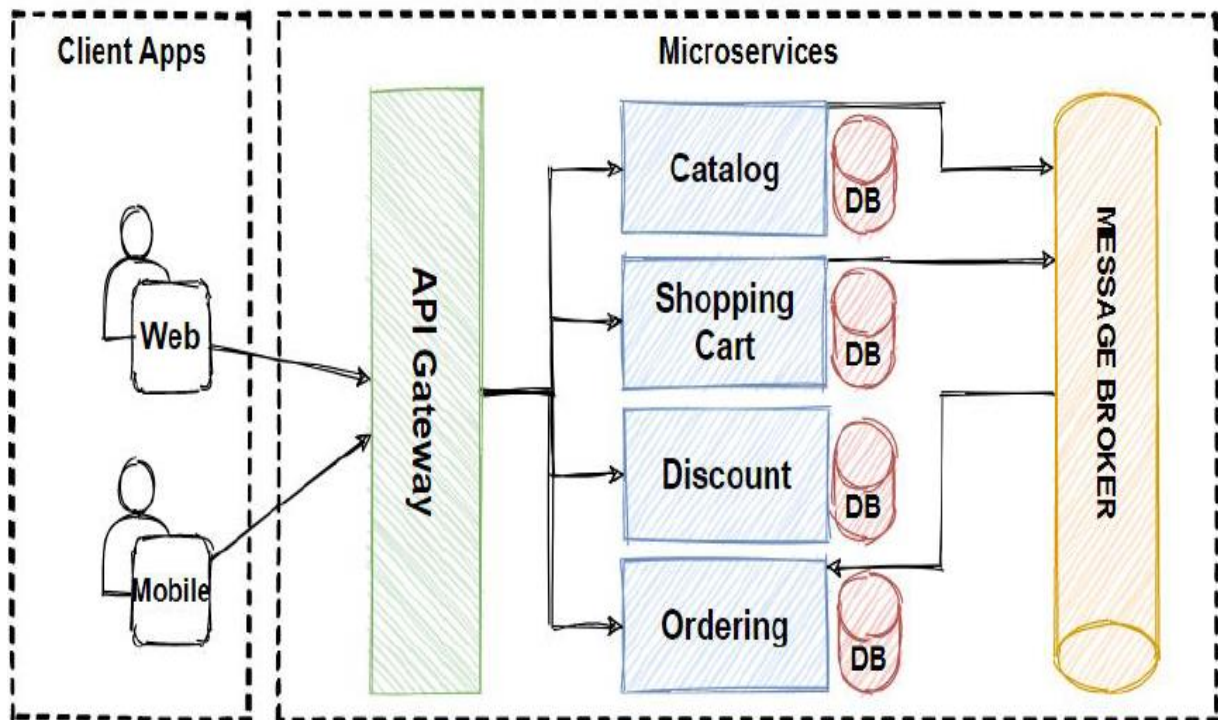 Client Apps
Microservices
Web
Mobile
API Gateway
Catalog
DB
Shopping
Cart
DB
Discount
DB
Ordering
DB
MESSAGE BROKER